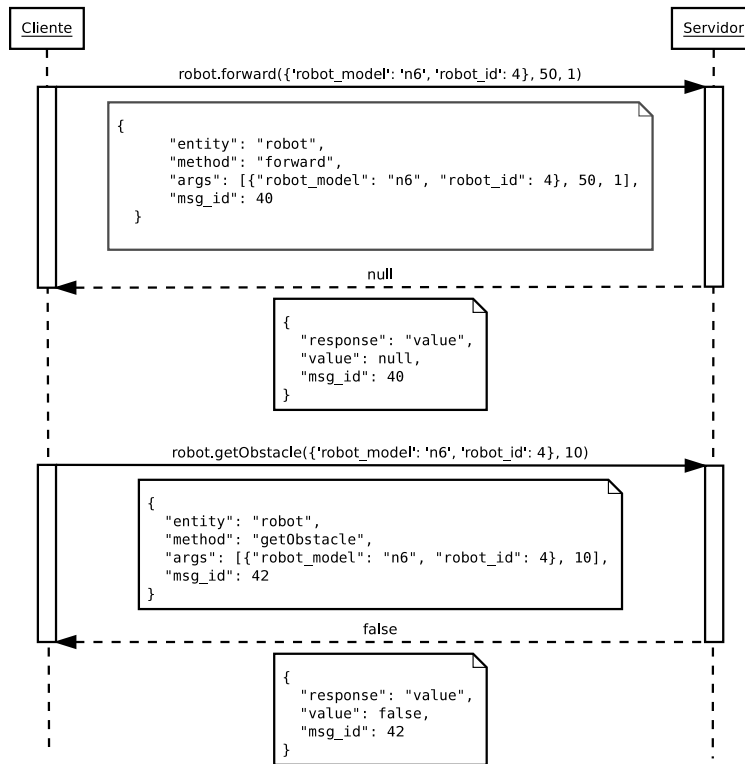 Cliente
Servidor
robot.forward({'robot_model': 'n6', 'robot_id': 4}, 50, 1)
{
"entity": "robot",
"method": "forward",
"args": [{"robot_model": "n6", "robot_id": 4}, 50, 1],
"msg_id": 40
}
null
{
"response": "value",
"value": null,
"msg_id": 40
}
robot.getObstacle({'robot_model': 'n6', 'robot_id': 4}, 10)
{
"entity": "robot",
"method": "getObstacle",
"args": [{"robot_model": "n6", "robot_id": 4}, 10],
"msg_id": 42
}
false
{
"response": "value",
"value": false,
"msg_id": 42
}